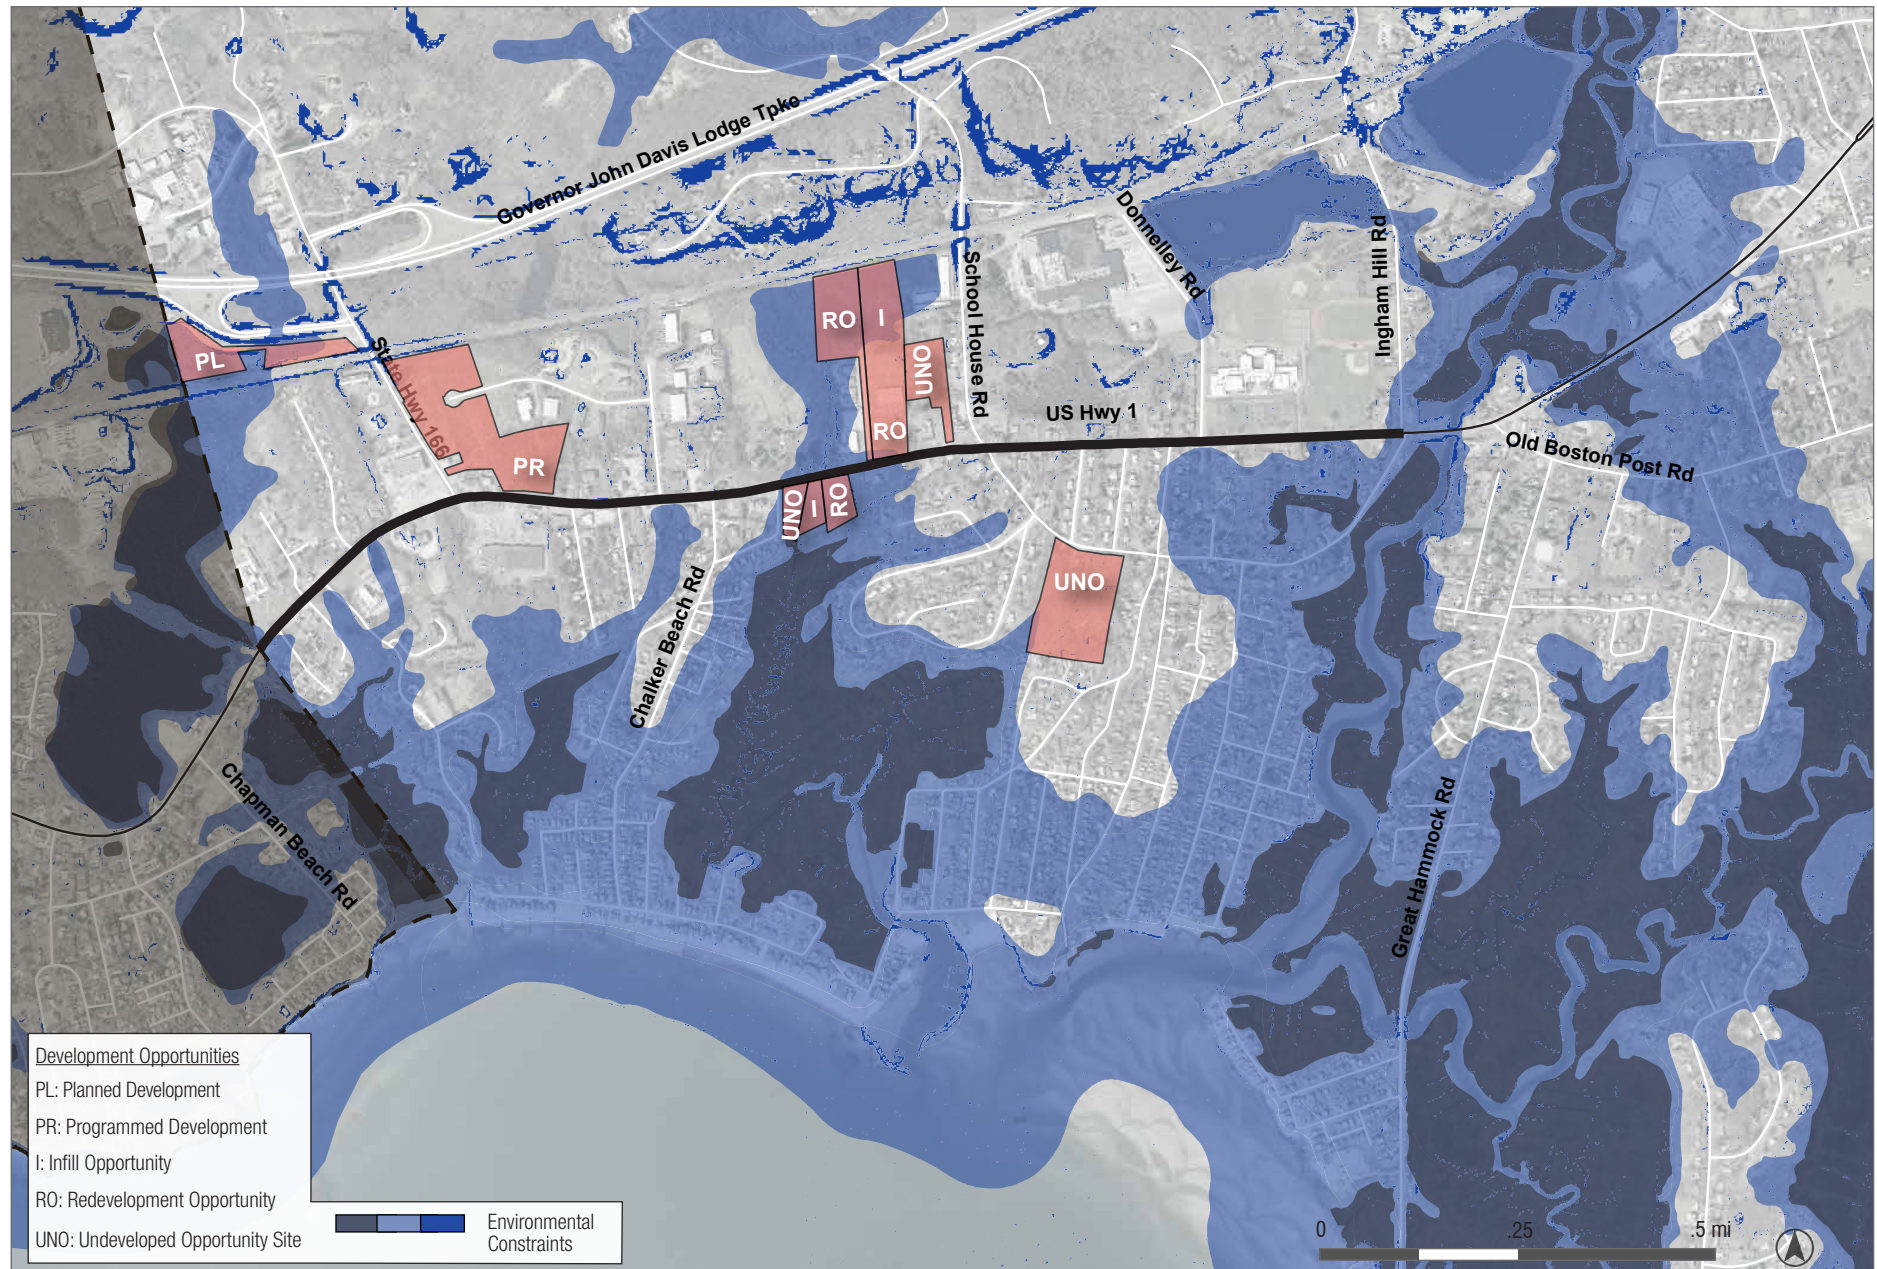 Governor John Davis Lodge Tpke
Donnelley Rd
Ingham Hill Rd
School House Rd
RO
I
PL
State Hwy 166
UNO
US Hwy 1
RO
Old Boston Post Rd
PR
UNO
I
RO
UNO
Chalker Beach Rd
Chapman Beach Rd
Great Hammock Rd
Development Opportunities
PL: Planned Development
PR: Programmed Development
I: Infill Opportunity
RO: Redevelopment Opportunity
UNO: Undeveloped Opportunity Site
Environmental
Constraints
0 .25 .5 mi